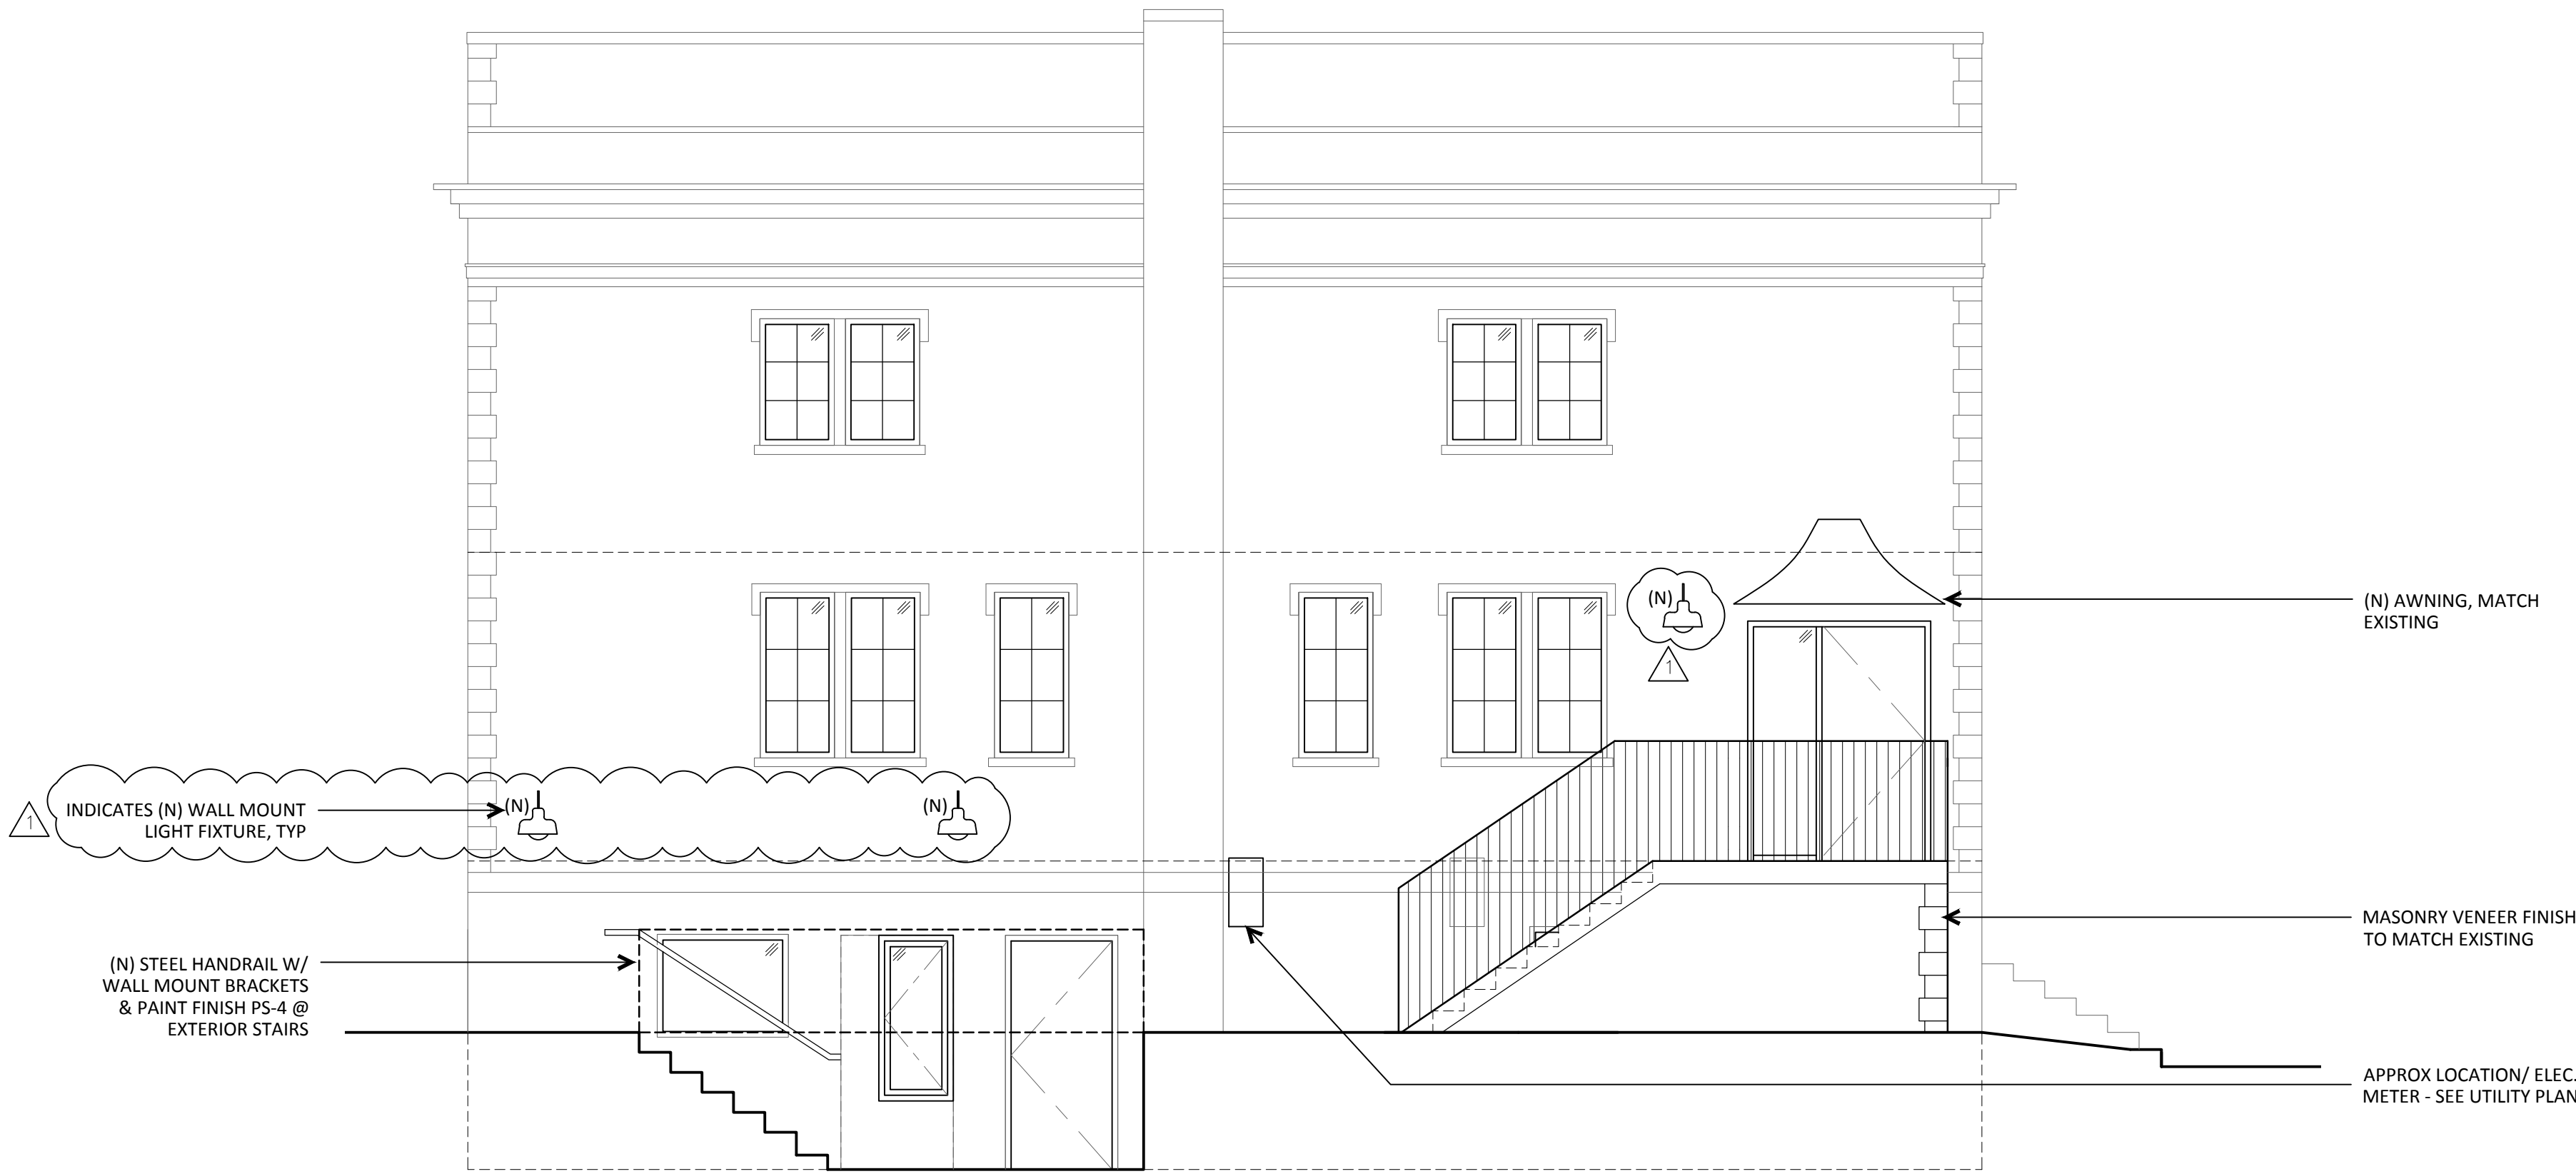 (N) AWNING, MATCH
EXISTING
(N)
1
1
INDICATES (N) WALL MOUNT
LIGHT FIXTURE, TYP
(N)
(N)
MASONRY VENEER FINISH
TO MATCH EXISTING
(N) STEEL HANDRAIL W/
WALL MOUNT BRACKETS
& PAINT FINISH PS-4 @
EXTERIOR STAIRS
APPROX LOCATION/ ELEC.
METER - SEE UTILITY PLAN